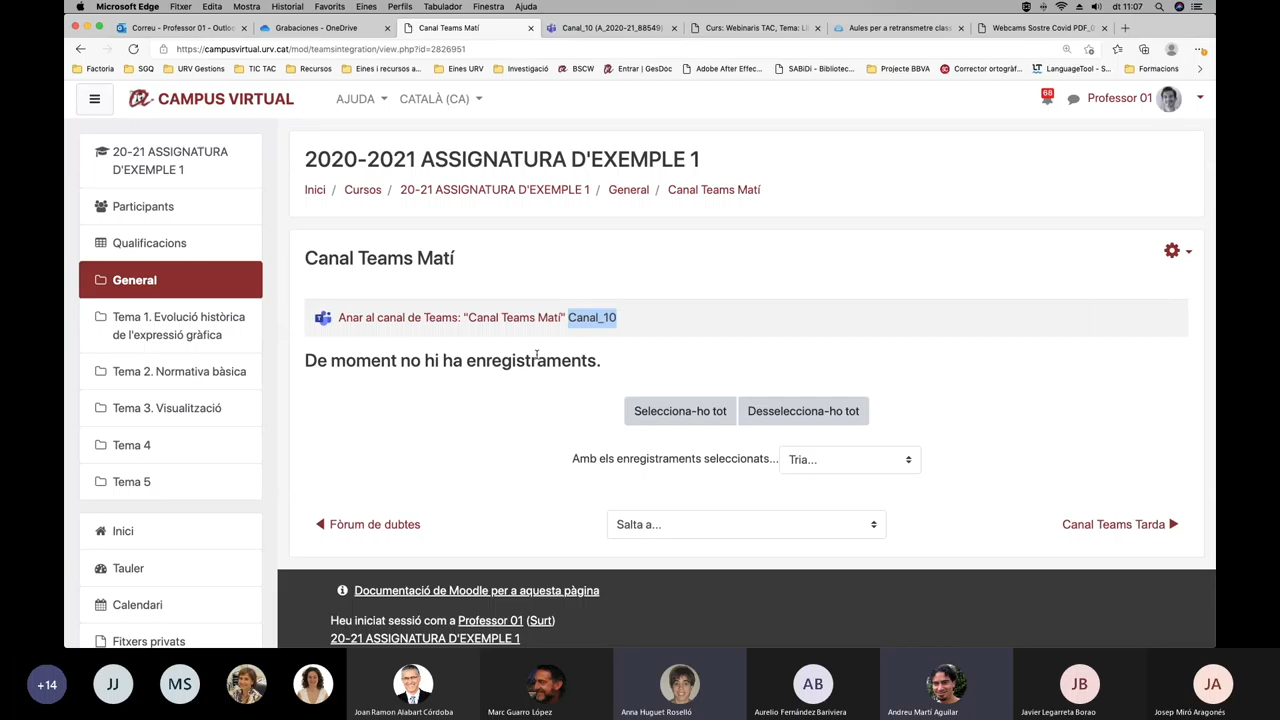 Microsoft Edge Fitxer Edita Mostra Historial Favorits Eines Perfils Tabulador Finestra Ajuda dt 11:07
Correu - Professor 01 - Outloo Grabaciones - OneDrive Canal Teams Matí Canal_10 (A_2020-21_88549) Curs: Webinaris TAC, Tema: Ll Aules per a retransmetre class Webcams Sostre Covid PDF_0
https://campusvirtual.urv.cat/mod/teamsintegration/view.php?id=2826951
Factoria SGQ URV Gestions TIC TAC Recursos Eines i recursos a... Eines URV Investigació BSCW Entrar | GesDoc Adobe After Effec... SABiDi - Bibliotec... Projecte BBVA Corrector ortogràf... LanguageTool - S... Formacions
CAMPUS VIRTUAL AJUDA CATALÀ (CA) 68 Professor 01
20-21 ASSIGNATURA
D'EXEMPLE 1
Participants
Qualificacions
General
Tema 1. Evolució històrica
de l'expressió gràfica
Tema 2. Normativa bàsica
Tema 3. Visualització
Tema 4
Tema 5
Inici
Tauler
Calendari
Fitxers privats
2020-2021 ASSIGNATURA D'EXEMPLE 1
Inici / Cursos / 20-21 ASSIGNATURA D'EXEMPLE 1 / General / Canal Teams Matí
Canal Teams Matí
Anar al canal de Teams: "Canal Teams Matí" Canal_10
De moment no hi ha enregistraments.
Selecciona-ho tot Desselecciona-ho tot
Amb els enregistraments seleccionats... Tria...
Fòrum de dubtes Salta a... Canal Teams Tarda
Documentació de Moodle per a aquesta pàgina
Heu iniciat sessió com a Professor 01 (Surt)
20-21 ASSIGNATURA D'EXEMPLE 1
+14 JJ MS AB JB JA
Joan Ramon Alabart Córdoba Marc Guarro López Anna Huguet Roselló Aurelio Fernández Bariviera Andreu Martí Aguilar Javier Legarreta Borao Josep Miró Aragonés